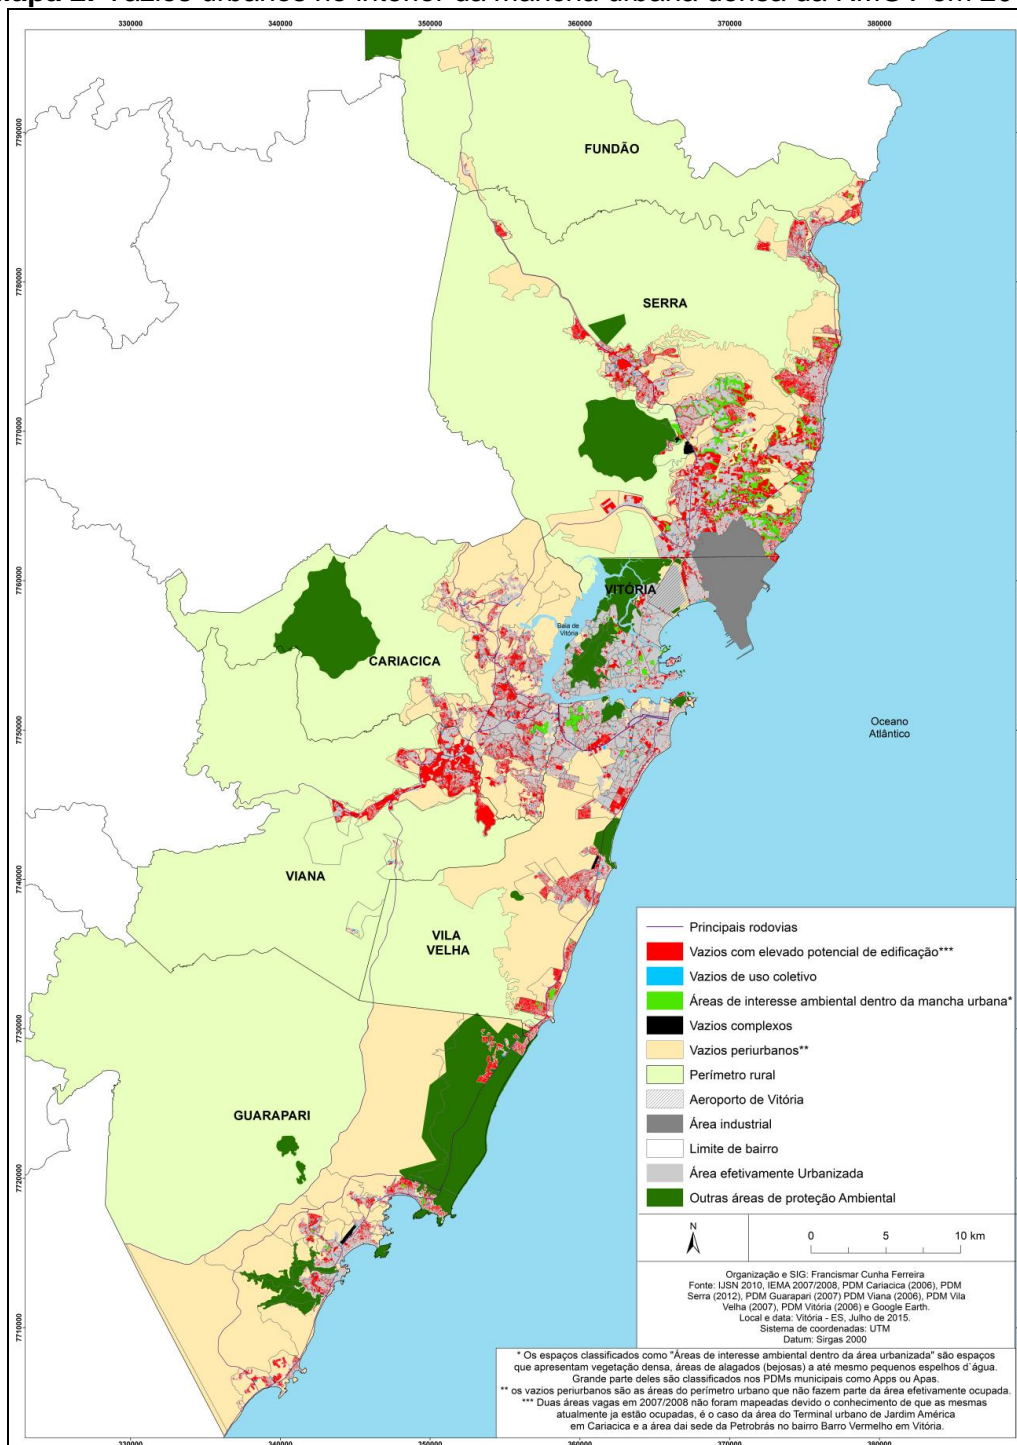 Mapa 2: Vazios urbanos no interior da mancha urbana densa da RMGV em 20
330000 340000 350000 360000 370000 380000
7790000
7780000
7770000
7760000
7750000
7740000
7730000
7720000
7710000
FUNDÃO
SERRA
VITÓRIA
Baia de
Vitória
CARIACICA
Oceano
Atlântico
VIANA
VILA
VELHA
GUARAPARI
Principais rodovias
Vazios com elevado potencial de edificação***
Vazios de uso coletivo
Áreas de interesse ambiental dentro da mancha urbana*
Vazios complexos
Vazios periurbanos**
Perímetro rural
Aeroporto de Vitória
Área industrial
Limite de bairro
Área efetivamente Urbanizada
Outras áreas de proteção Ambiental
N
0 5 10 km
Organização e SIG: Francismar Cunha Ferreira
Fonte: IJSN 2010, IEMA 2007/2008, PDM Cariacica (2006), PDM
Serra (2012), PDM Guarapari (2007) PDM Viana (2006), PDM Vila
Velha (2007), PDM Vitória (2006) e Google Earth.
Local e data: Vitória - ES, Julho de 2015.
Sistema de coordenadas: UTM
Datum: Sirgas 2000
* Os espaços classificados como "Áreas de interesse ambiental dentro da área urbanizada" são espaços
que apresentam vegetação densa, áreas de alagados (bejosas) a até mesmo pequenos espelhos d´água.
Grande parte deles são classificados nos PDMs municipais como Apps ou Apas.
** os vazios periurbanos são as áreas do perímetro urbano que não fazem parte da área efetivamente ocupada.
*** Duas áreas vagas em 2007/2008 não foram mapeadas devido o conhecimento de que as mesmas
atualmente ja estão ocupadas, é o caso da área do Terminal urbano de Jardim América
em Cariacica e a área dai sede da Petrobrás no bairro Barro Vermelho em Vitória.
330000 340000 350000 360000 370000 380000